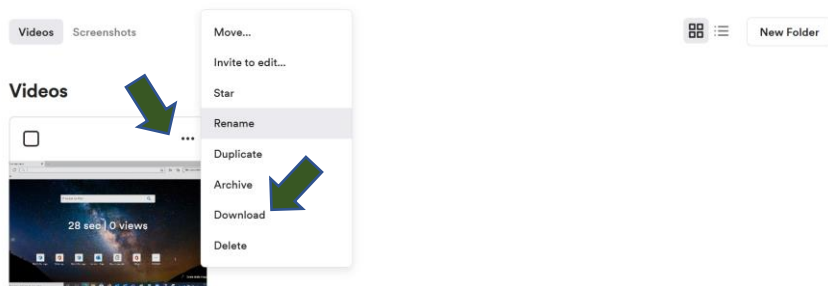 Videos Screenshots
New Folder
Move...
Invite to edit...
Star
Rename
Duplicate
Archive
Download
Delete
Videos
...
28 sec | 0 views